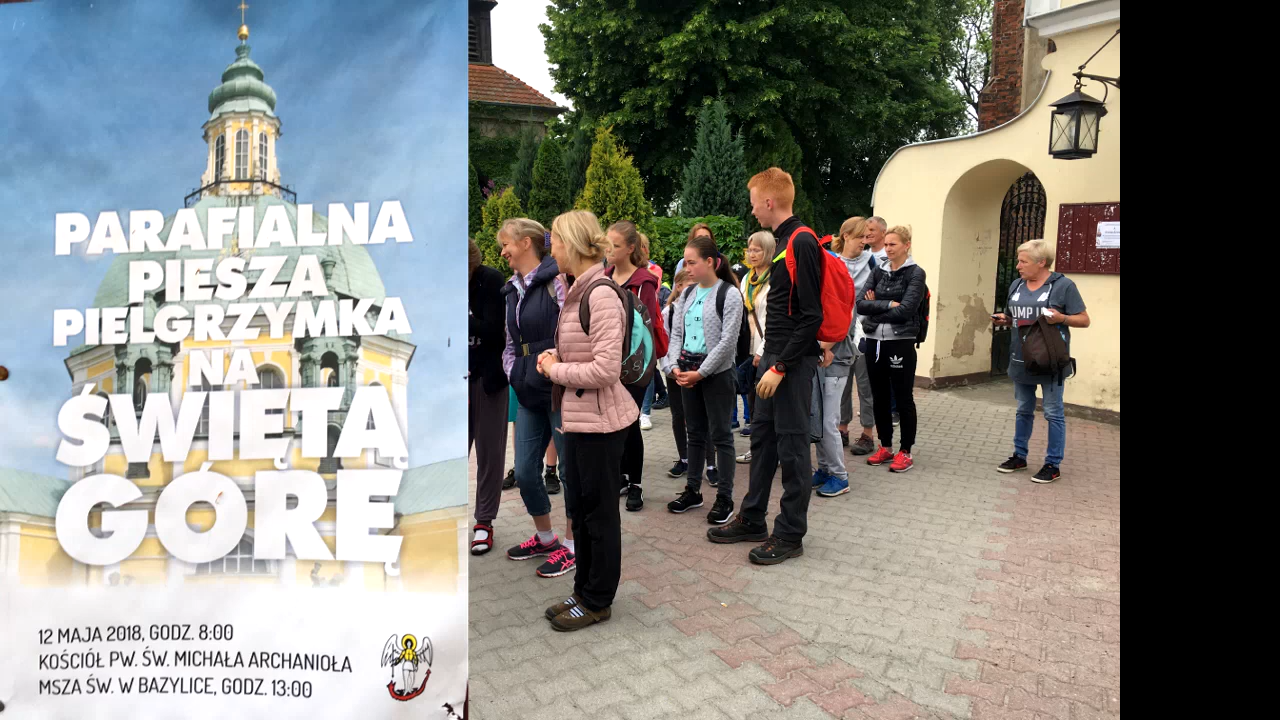 PARAFIALNA
PIESZA
PIELGRZYMKA
NA
ŚWIĘTĄ
GÓRĘ
12 MAJA 2018, GODZ. 8:00
KOŚCIÓŁ PW. ŚW. MICHAŁA ARCHANIOŁA
MSZA ŚW. W BAZYLICE, GODZ. 13:00